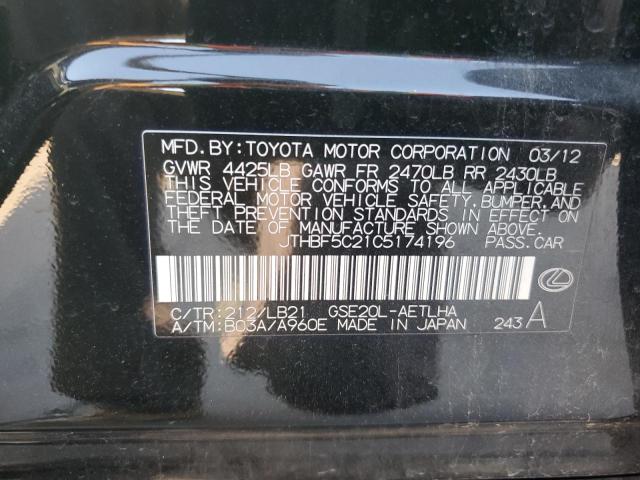 MFD. BY: TOYOTA MOTOR CORPORATION 03/12
GVWR 4425LB GAWR FR 2470LB RR 2430LB
THIS VEHICLE CONFORMS TO ALL APPLICABLE
FEDERAL MOTOR VEHICLE SAFETY, BUMPER, AND
THEFT PREVENTION STANDARDS IN EFFECT ON
THE DATE OF MANUFACTURE SHOWN ABOVE.
JTHBF5C21C5174196 PASS. CAR
C/TR: 212/LB21 GSE20L-AETLHA
A/TM: B03A/A960E MADE IN JAPAN 243 A